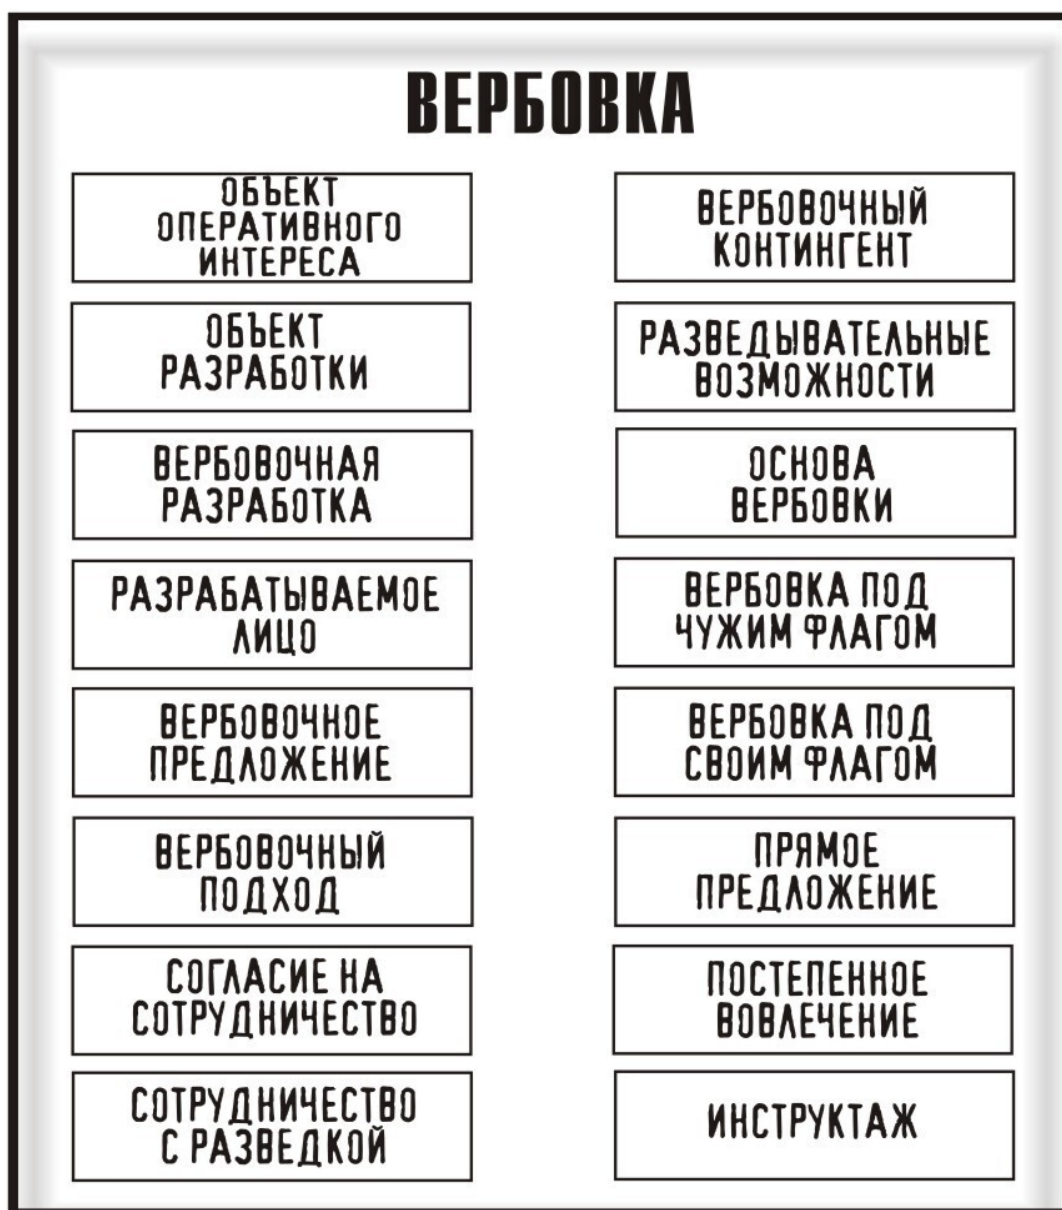 ВЕРБОВКА
ОБЪЕКТ
ОПЕРАТИВНОГО
ИНТЕРЕСА
ОБЪЕКТ
РАЗРАБОТКИ
ВЕРБОВОЧНАЯ
РАЗРАБОТКА
РАЗРАБАТЫВАЕМОЕ
ЛИЦО
ВЕРБОВОЧНОЕ
ПРЕДЛОЖЕНИЕ
ВЕРБОВОЧНЫЙ
ПОДХОД
СОГЛАСИЕ НА
СОТРУДНИЧЕСТВО
СОТРУДНИЧЕСТВО
С РАЗВЕДКОЙ
ВЕРБОВОЧНЫЙ
КОНТИНГЕНТ
РАЗВЕДЫВАТЕЛЬНЫЕ
ВОЗМОЖНОСТИ
ОСНОВА
ВЕРБОВКИ
ВЕРБОВКА ПОД
ЧУЖИМ ФЛАГОМ
ВЕРБОВКА ПОД
СВОИМ ФЛАГОМ
ПРЯМОЕ
ПРЕДЛОЖЕНИЕ
ПОСТЕПЕННОЕ
ВОВЛЕЧЕНИЕ
ИНСТРУКТАЖ